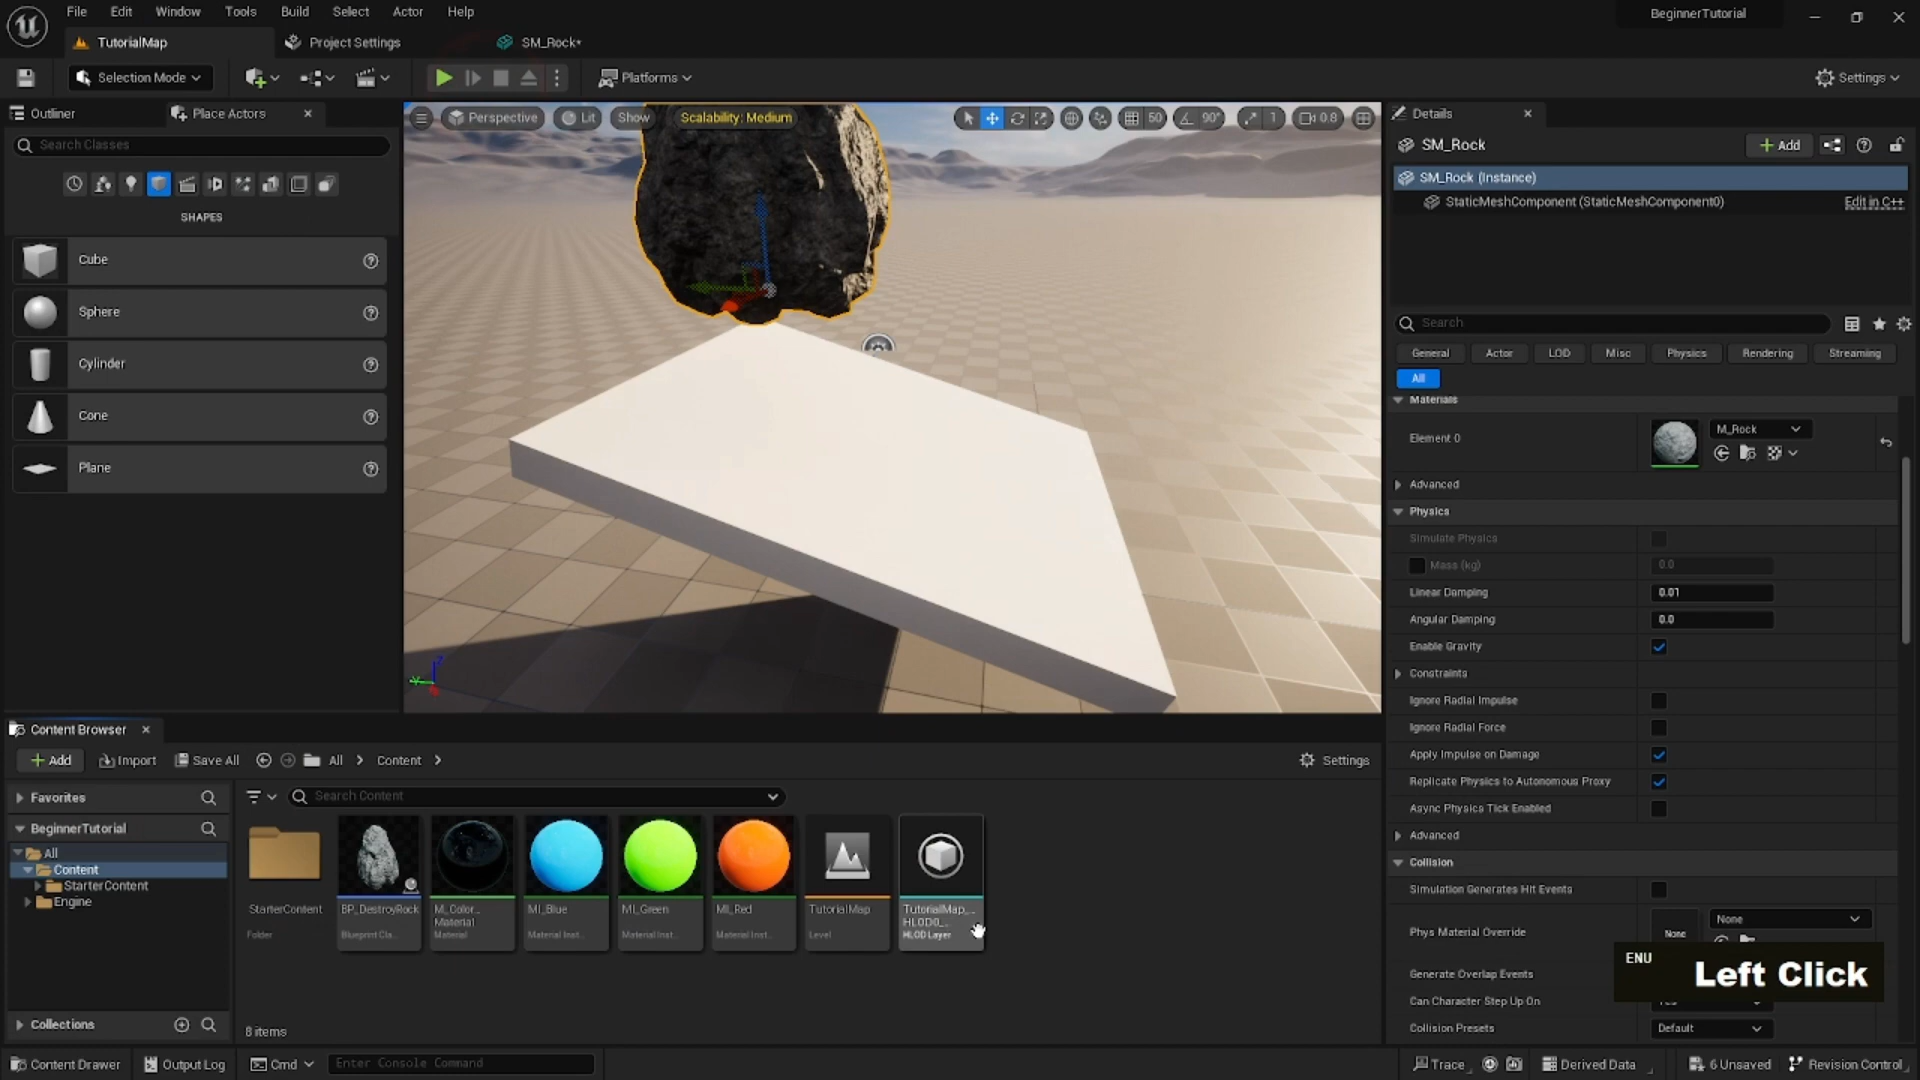 File Edit Window Tools Build Select Actor Help
BeginnerTutorial
TutorialMap
Project Settings
SM_Rock*
Selection Mode
Platforms
Settings
Outliner
Place Actors
Search Classes
SHAPES
Cube
Sphere
Cylinder
Cone
Plane
Perspective
Lit
Show
Scalability: Medium
50
90°
1
0.8
Details
SM_Rock
Add
SM_Rock (Instance)
StaticMeshComponent (StaticMeshComponent0)
Edit in C++
Search
General Actor LOD Misc Physics Rendering Streaming
All
Materials
Element 0
M_Rock
Advanced
Physics
Simulate Physics
Mass (kg) 0.0
Linear Damping 0.01
Angular Damping 0.0
Enable Gravity
Constraints
Ignore Radial Impulse
Ignore Radial Force
Apply Impulse on Damage
Replicate Physics to Autonomous Proxy
Async Physics Tick Enabled
Advanced
Collision
Simulation Generates Hit Events
Phys Material Override
None
None
Generate Overlap Events
Can Character Step Up On
Collision Presets Default
ENU
Left Click
Content Browser
Add
Import
Save All
All
Content
Settings
Favorites
Search Content
BeginnerTutorial
All
Content
StarterContent
Engine
Collections
StarterContent
Folder
BP_DestroyRock
Blueprint Cla...
M_Color_
Material
Material
MI_Blue
Material Inst...
MI_Green
Material Inst...
MI_Red
Material Inst...
TutorialMap
Level
TutorialMap_...
HLOD0_...
HLOD Layer
8 items
Content Drawer
Output Log
Cmd
Enter Console Command
Trace
Derived Data
6 Unsaved
Revision Control